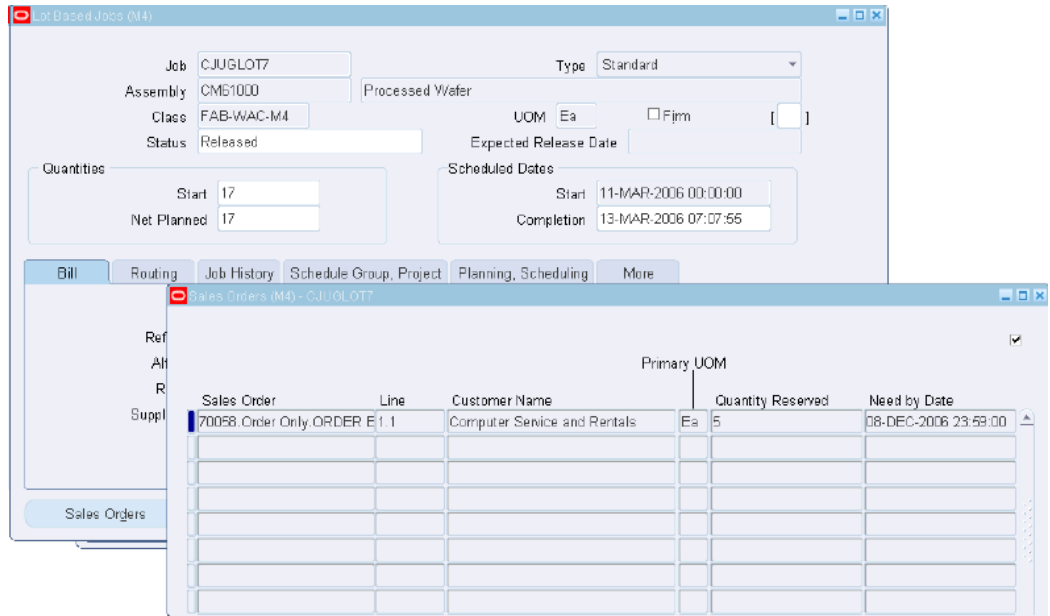 Lot Based Jobs (M4)
Job CJUGLOT7 Type Standard
Assembly CM61000 Processed Wafer
Class FAB-WAC-M4 UOM Ea Firm [ ]
Status Released Expected Release Date
Quantities Scheduled Dates
Start 17 Start 11-MAR-2006 00:00:00
Net Planned 17 Completion 13-MAR-2006 07:07:55
Bill Routing Job History Schedule Group, Project Planning, Scheduling More
Sales Orders (M4) - CJUGLOT7
Ref
Alt
R
Suppl
Sales Orders
Primary UOM
Sales Order Line Customer Name Quantity Reserved Need by Date
70058.Order Only.ORDER E 1.1 Computer Service and Rentals Ea 5 08-DEC-2006 23:59:00